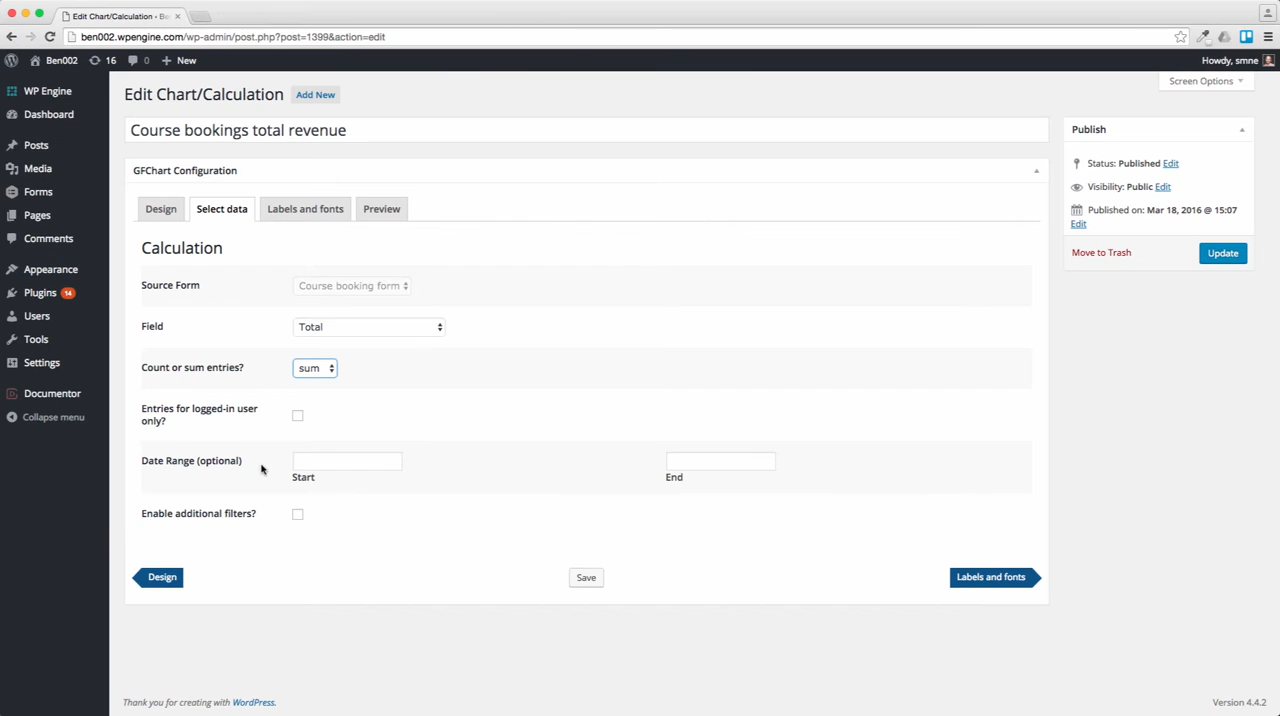 Edit Chart/Calculation ‹ Be
ben002.wpengine.com/wp-admin/post.php?post=1399&action=edit
Ben002
16
0
New
Howdy, smne
WP Engine
Dashboard
Posts
Media
Forms
Pages
Comments
Appearance
Plugins 14
Users
Tools
Settings
Documentor
Collapse menu
Screen Options
Edit Chart/Calculation Add New
Course bookings total revenue
GFChart Configuration
Design Select data Labels and fonts Preview
Calculation
Source Form Course booking form
Field Total
Count or sum entries? sum
Entries for logged-in user
only?
Date Range (optional)
Start End
Enable additional filters?
Design Save Labels and fonts
Publish
Status: Published Edit
Visibility: Public Edit
Published on: Mar 18, 2016 @ 15:07
Edit
Move to Trash Update
Thank you for creating with WordPress.
Version 4.4.2